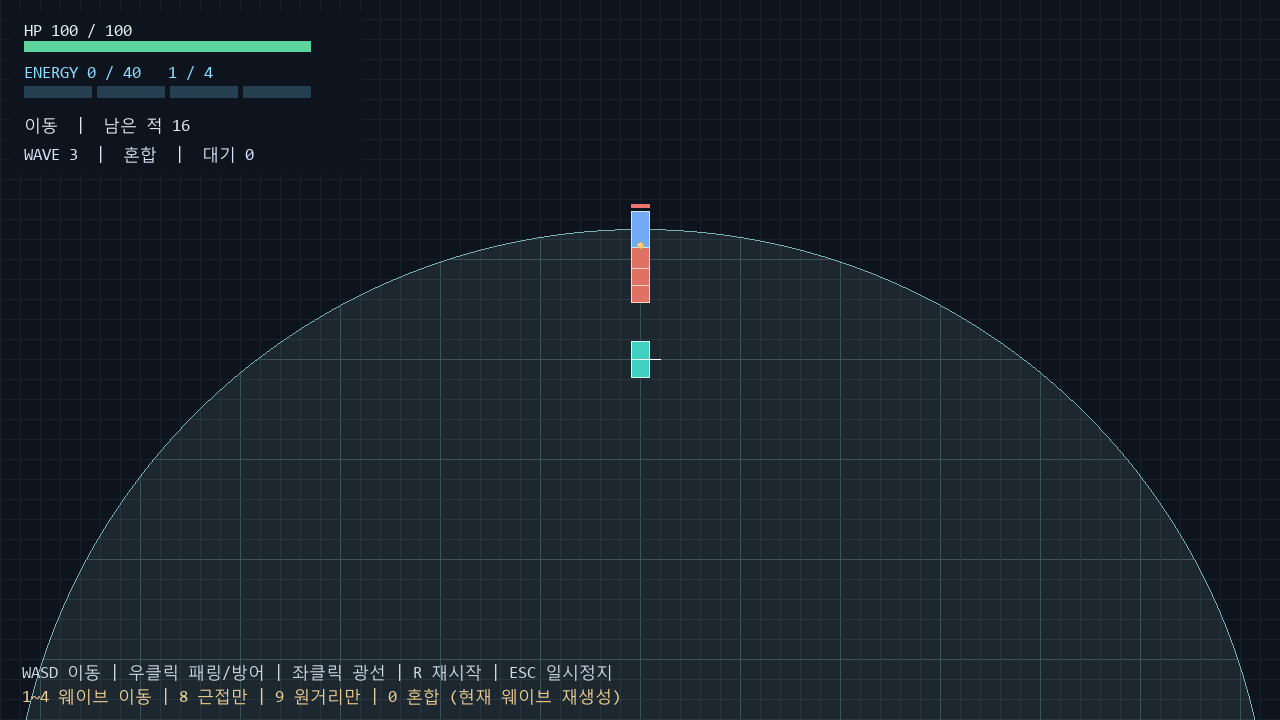 HP 100 / 100
ENERGY 0 / 40 1 / 4
이동 | 남은 적 16
WAVE 3 | 혼합 | 대기 0
WASD 이동 | 우클릭 패링/방어 | 좌클릭 광선 | R 재시작 | ESC 일시정지
1~4 웨이브 이동 | 8 근접만 | 9 원거리만 | 0 혼합 (현재 웨이브 재생성)